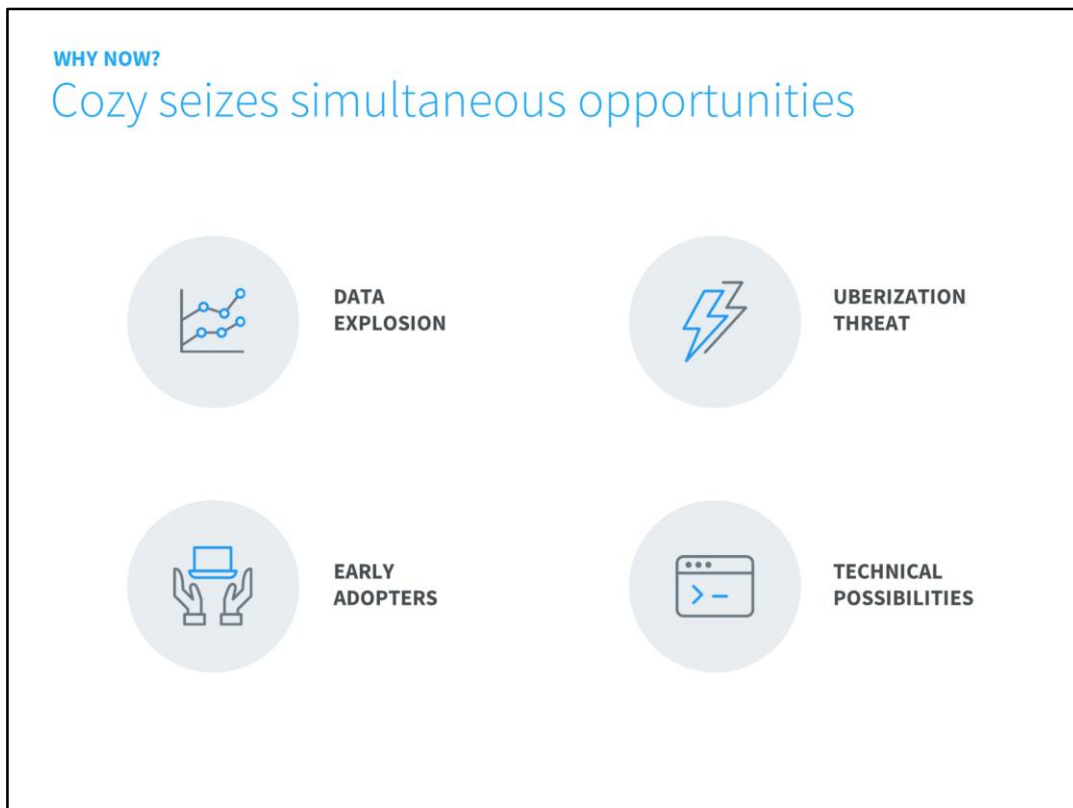 WHY NOW?
Cozy seizes simultaneous opportunities
DATA
EXPLOSION
UBERIZATION
THREAT
EARLY
ADOPTERS
TECHNICAL
POSSIBILITIES